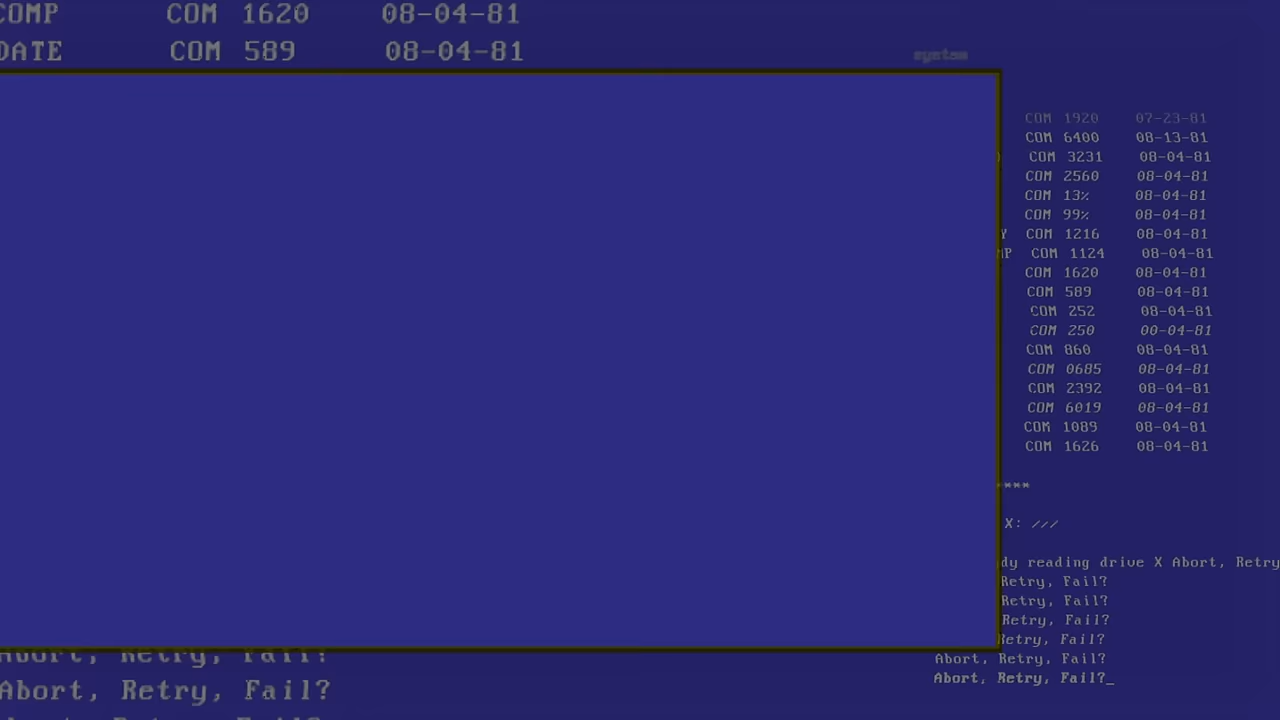 COMP COM 1620 08-04-81
DATE COM 589 08-04-81
system
COM 1920 07-23-81
COM 6400 08-13-81
COM 3231 08-04-81
COM 2560 08-04-81
COM 13% 08-04-81
COM 99% 08-04-81
Y COM 1216 08-04-81
MP COM 1124 08-04-81
COM 1620 08-04-81
COM 589 08-04-81
COM 252 08-04-81
COM 250 00-04-81
COM 860 08-04-81
COM 0685 08-04-81
COM 2392 08-04-81
COM 6019 08-04-81
COM 1089 08-04-81
COM 1626 08-04-81
****
X: ///
dy reading drive X Abort, Retry
Retry, Fail?
Retry, Fail?
Retry, Fail?
Retry, Fail?
Abort, Retry, Fail?
Abort, Retry, Fail?_
Abort, Retry, Fail?
Abort, Retry, Fail?